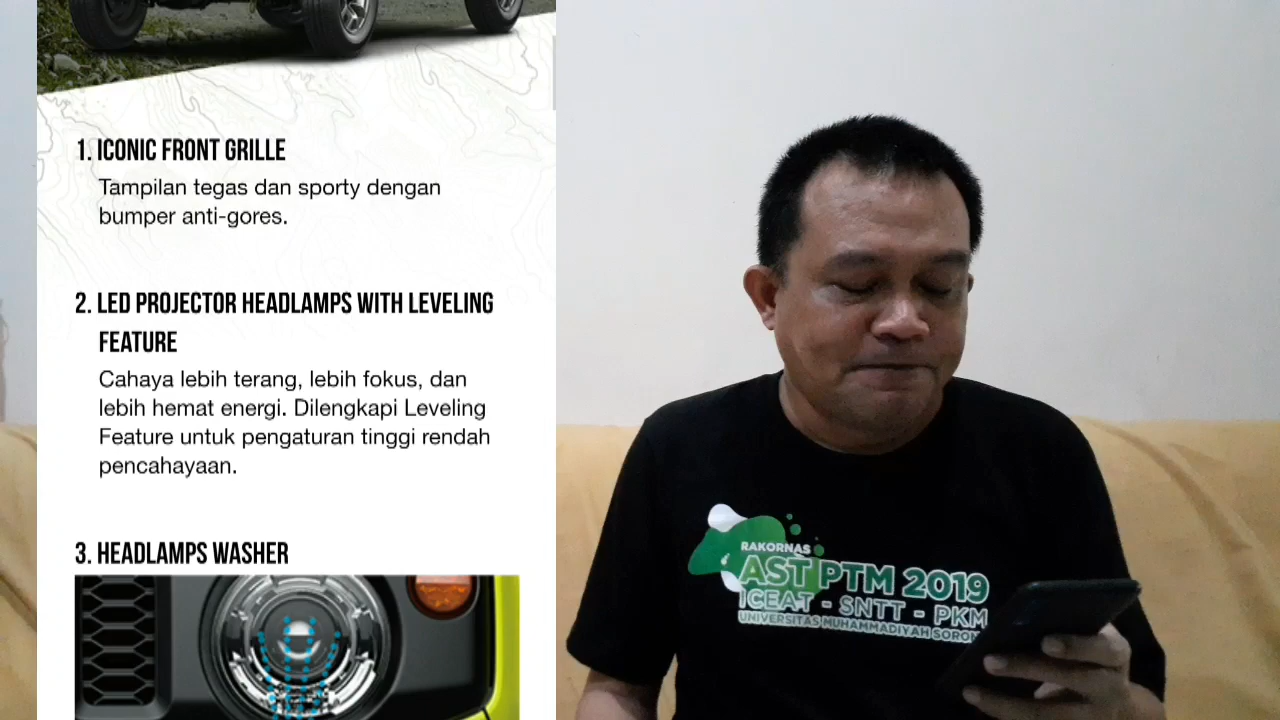 1. ICONIC FRONT GRILLE
Tampilan tegas dan sporty dengan
bumper anti-gores.
2. LED PROJECTOR HEADLAMPS WITH LEVELING
FEATURE
Cahaya lebih terang, lebih fokus, dan
lebih hemat energi. Dilengkapi Leveling
Feature untuk pengaturan tinggi rendah
pencahayaan.
3. HEADLAMPS WASHER
RAKORNAS
AST PTM 2019
ICEAT - SNTT - PKM
UNIVERSITAS MUHAMMADIYAH SORON